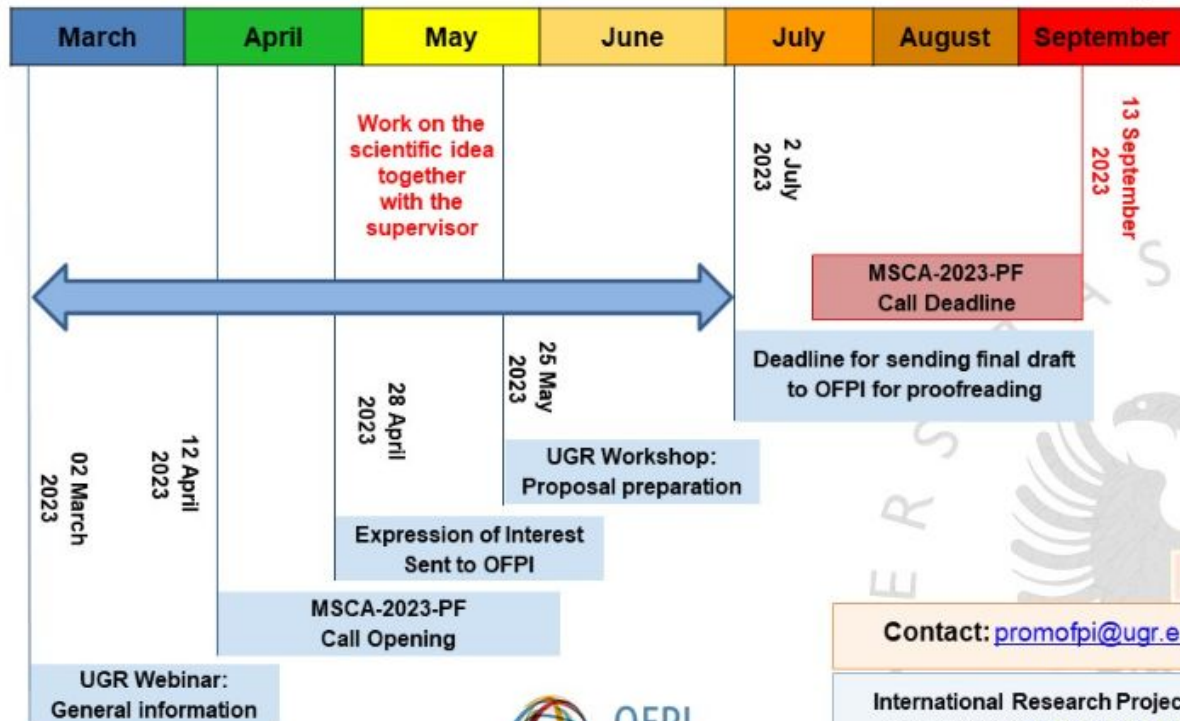 March
April
May
June
July
August
September
Work on the
scientific idea
together
with the
supervisor
2 July
2023
13 September
2023
MSCA-2023-PF
Call Deadline
Deadline for sending final draft
to OFPI for proofreading
25 May
2023
28 April
2023
12 April
2023
02 March
2023
UGR Workshop:
Proposal preparation
Expression of Interest
Sent to OFPI
MSCA-2023-PF
Call Opening
UGR Webinar:
General information
OFPI
Contact: promofpi@ugr.e
International Research Projec